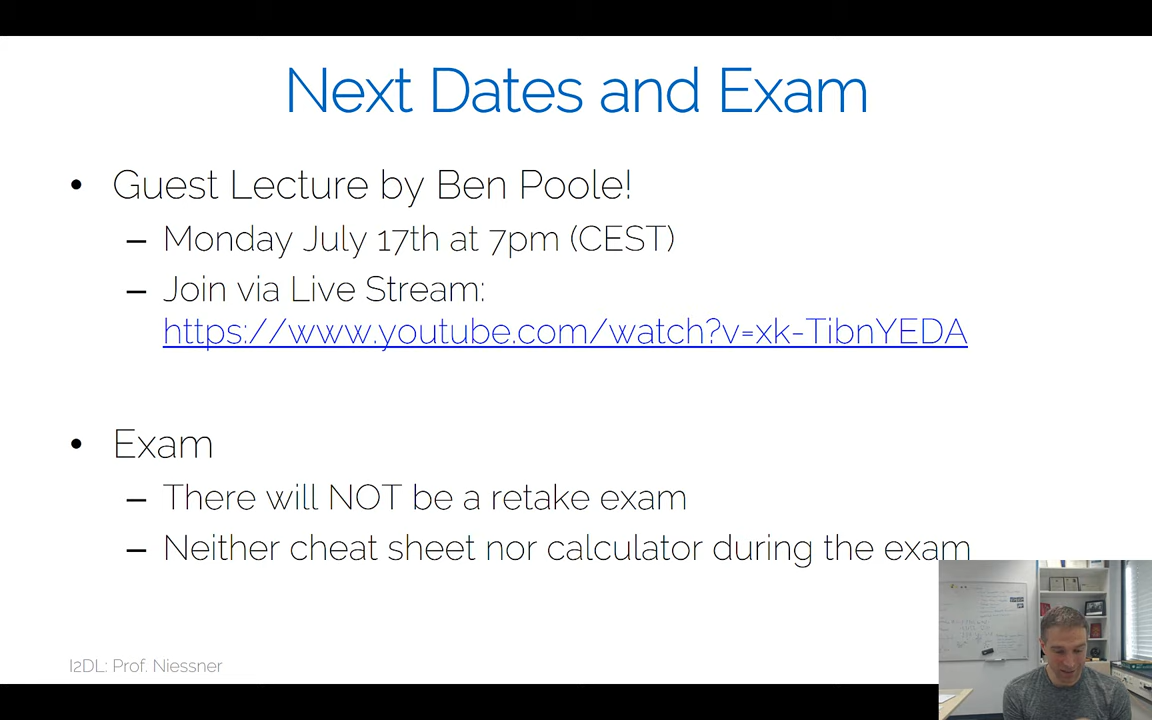 Next Dates and Exam
• Guest Lecture by Ben Poole!
– Monday July 17th at 7pm (CEST)
– Join via Live Stream:
https://www.youtube.com/watch?v=xk-TibnYEDA
• Exam
– There will NOT be a retake exam
– Neither cheat sheet nor calculator during the exam
I2DL: Prof. Niessner